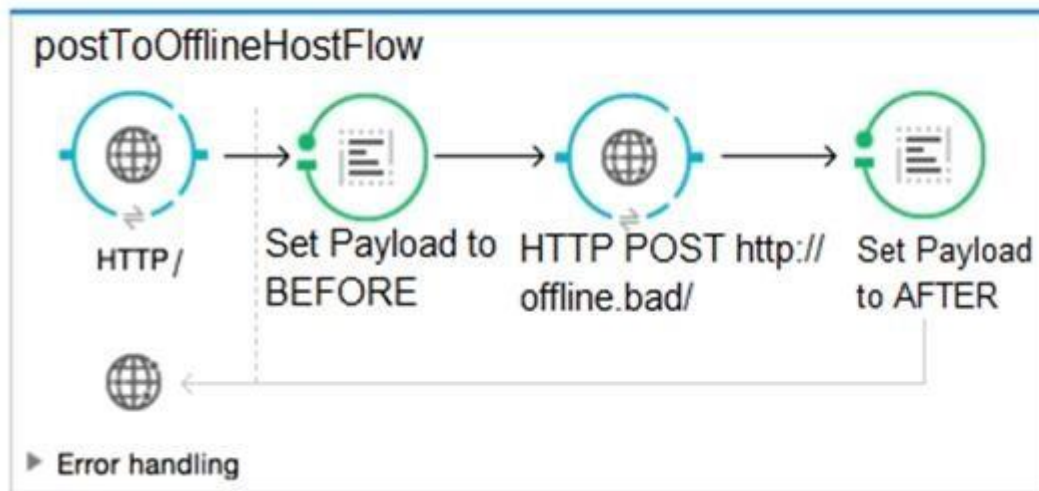 postToOfflineHostFlow
HTTP /
Set Payload to
BEFORE
HTTP POST http://
offline.bad/
Set Payload
to AFTER
Error handling